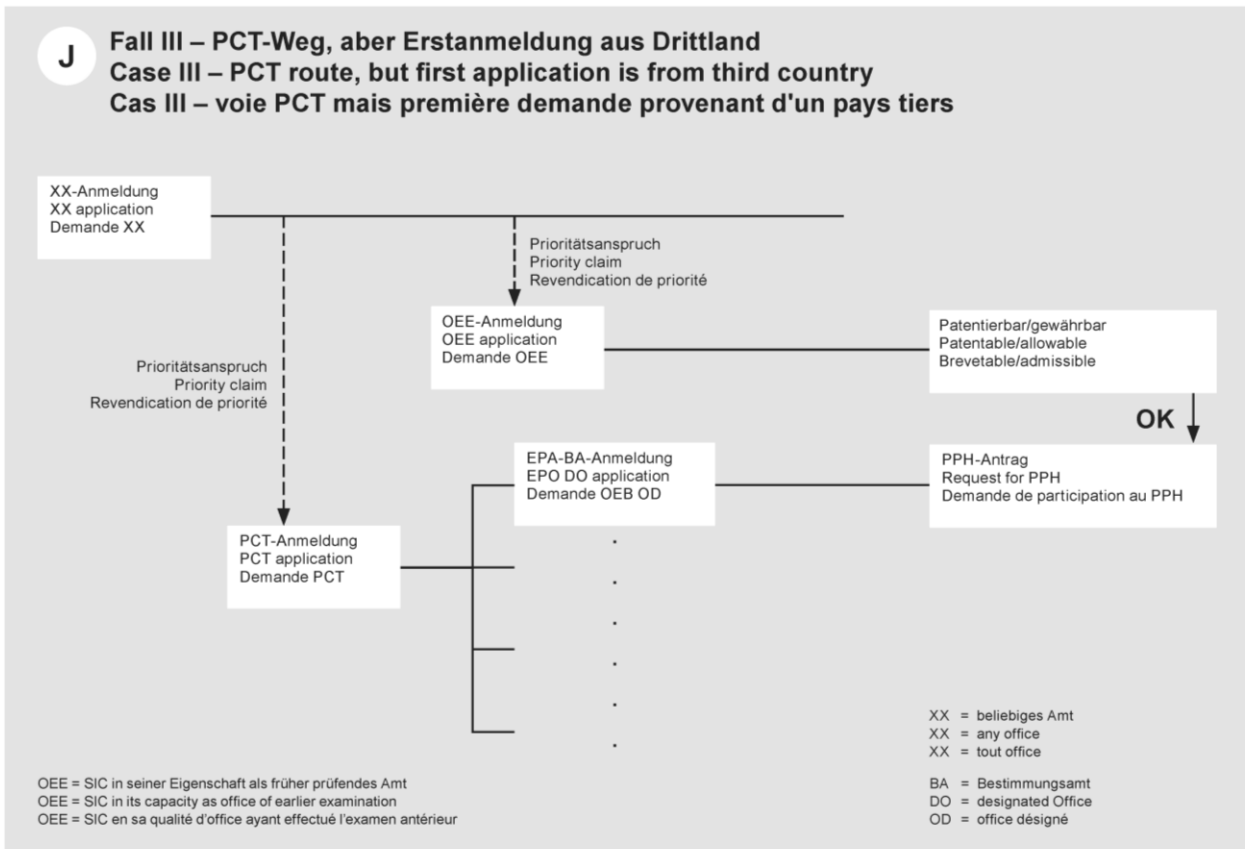 J
Fall III – PCT-Weg, aber Erstanmeldung aus Drittland
Case III – PCT route, but first application is from third country
Cas III – voie PCT mais première demande provenant d'un pays tiers
XX-Anmeldung
XX application
Demande XX
Prioritätsanspruch
Priority claim
Revendication de priorité
OEE-Anmeldung
OEE application
Demande OEE
Patentierbar/gewährbar
Patentable/allowable
Brevetable/admissible
Prioritätsanspruch
Priority claim
Revendication de priorité
OK
EPA-BA-Anmeldung
EPO DO application
Demande OEB OD
PPH-Antrag
Request for PPH
Demande de participation au PPH
PCT-Anmeldung
PCT application
Demande PCT
XX = beliebiges Amt
XX = any office
XX = tout office
OEE = SIC in seiner Eigenschaft als früher prüfendes Amt
OEE = SIC in its capacity as office of earlier examination
OEE = SIC en sa qualité d'office ayant effectué l'examen antérieur
BA = Bestimmungsamt
DO = designated Office
OD = office désigné